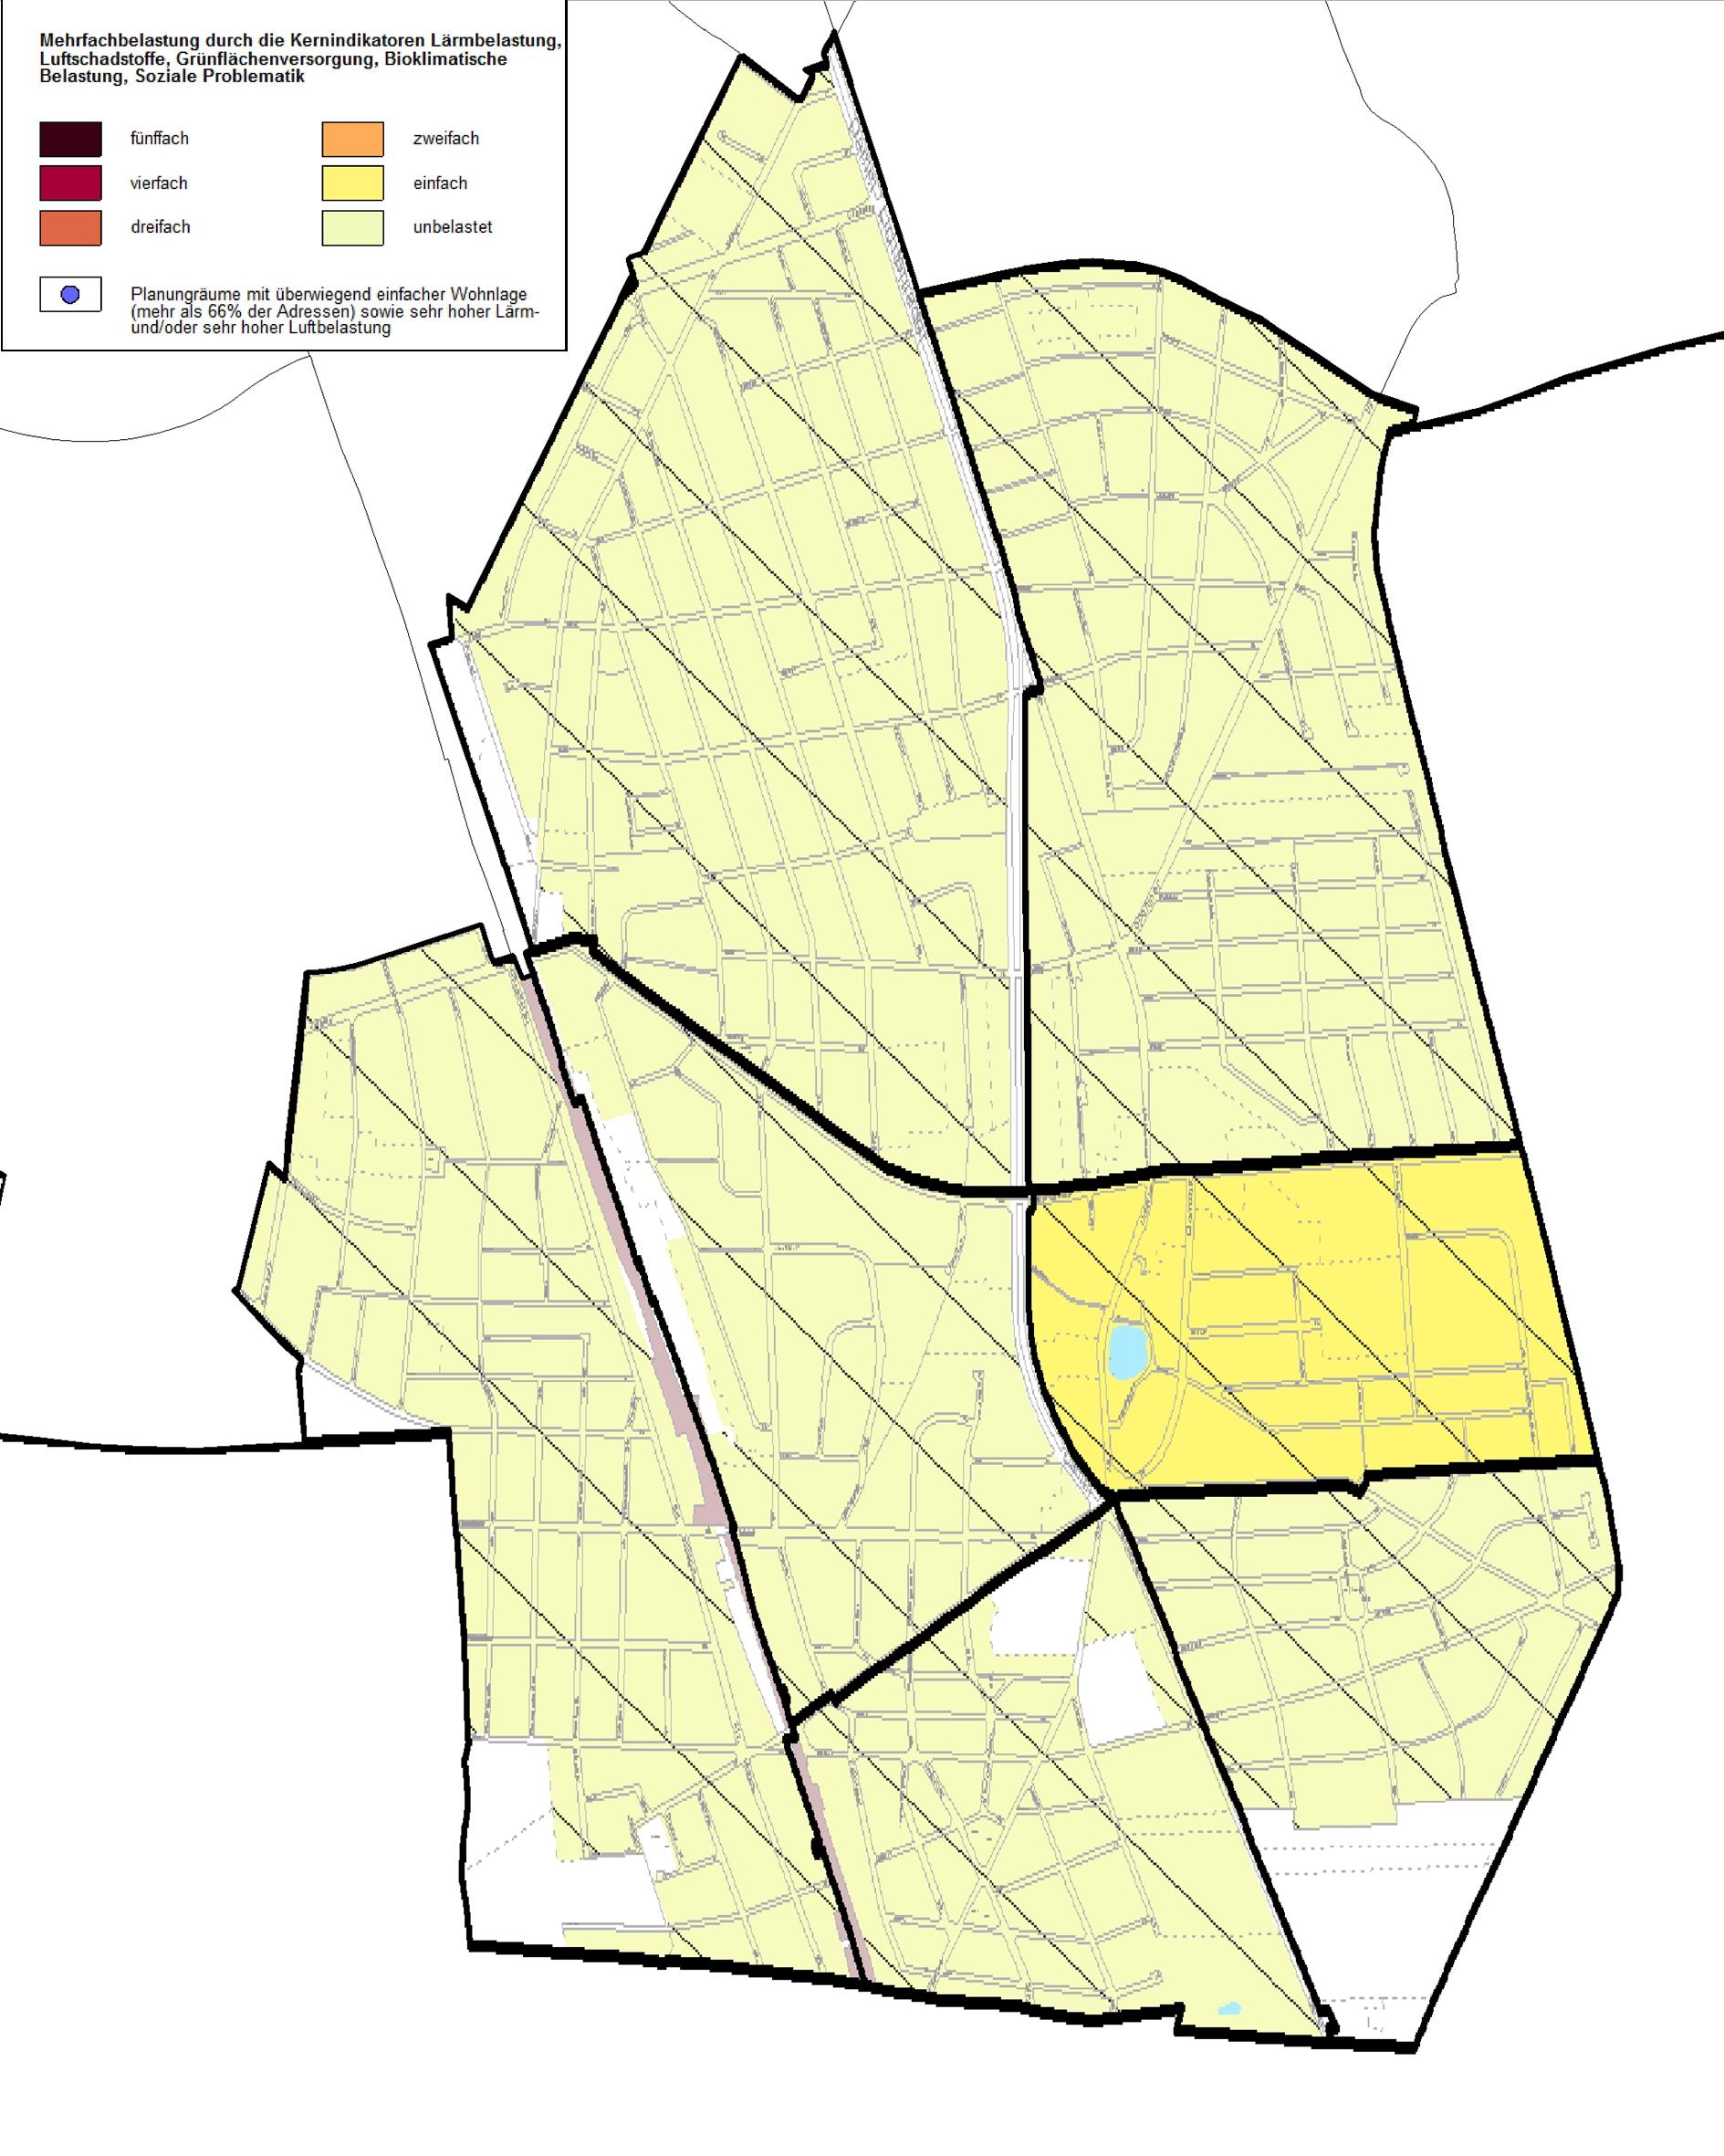 Mehrfachbelastung durch die Kernindikatoren Lärmbelastung,
Luftschadstoffe, Grünflächenversorgung, Bioklimatische
Belastung, Soziale Problematik
fünffach
zweifach
vierfach
einfach
dreifach
unbelastet
Planungräume mit überwiegend einfacher Wohnlage
(mehr als 66% der Adressen) sowie sehr hoher Lärm-
und/oder sehr hoher Luftbelastung